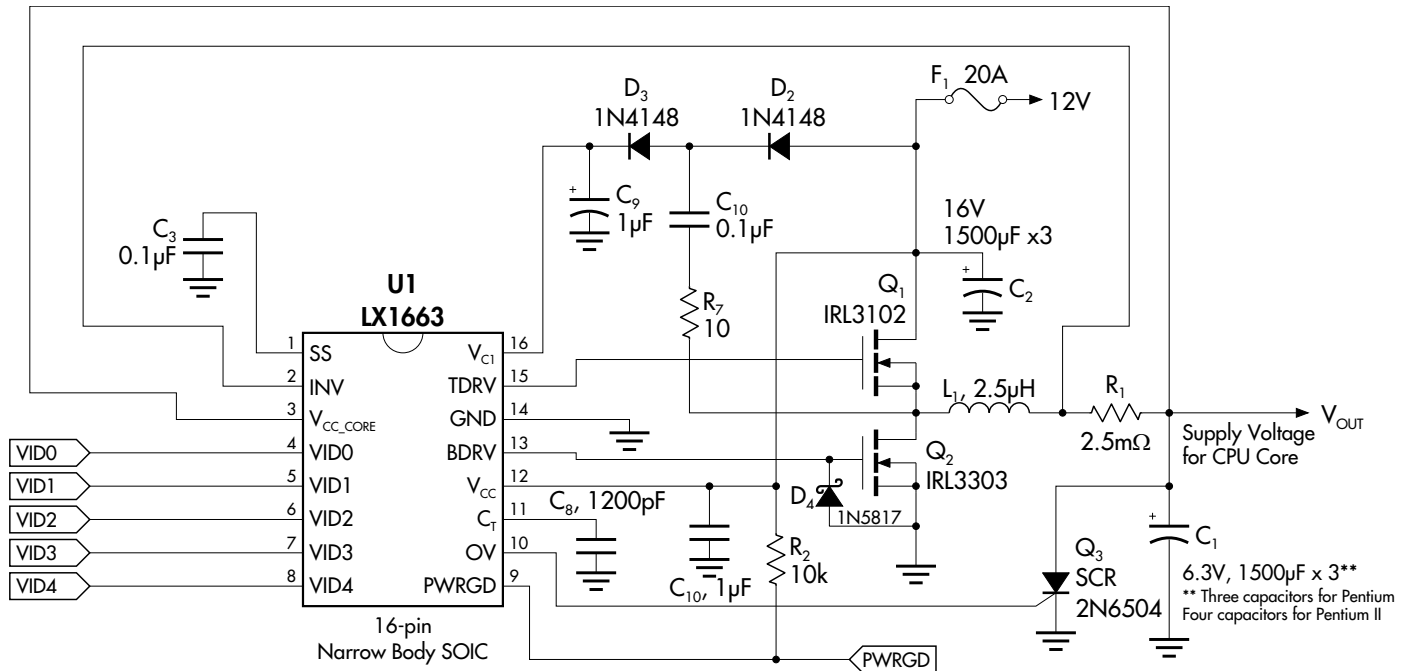 F₁ 20A
12V
D₃
1N4148
D₂
1N4148
C₃
0.1µF
C₉
1µF
C₁₀
0.1µF
16V
1500µF x3
C₂
U1
LX1663
R₇
10
Q₁
IRL3102
1
SS
2
INV
3
V_CC_CORE
4
VID0
5
VID1
6
VID2
7
VID3
8
VID4
V_C1
16
TDRV
15
GND
14
BDRV
13
V_CC
12
C_T
11
OV
10
PWRGD
9
VID0
VID1
VID2
VID3
VID4
L₁, 2.5µH
R₁
2.5mΩ
V_OUT
Supply Voltage
for CPU Core
Q₂
IRL3303
D₄
1N5817
C₈, 1200pF
C₁₀, 1µF
R₂
10k
Q₃
SCR
2N6504
C₁
6.3V, 1500µF x 3**
** Three capacitors for Pentium
Four capacitors for Pentium II
16-pin
Narrow Body SOIC
PWRGD